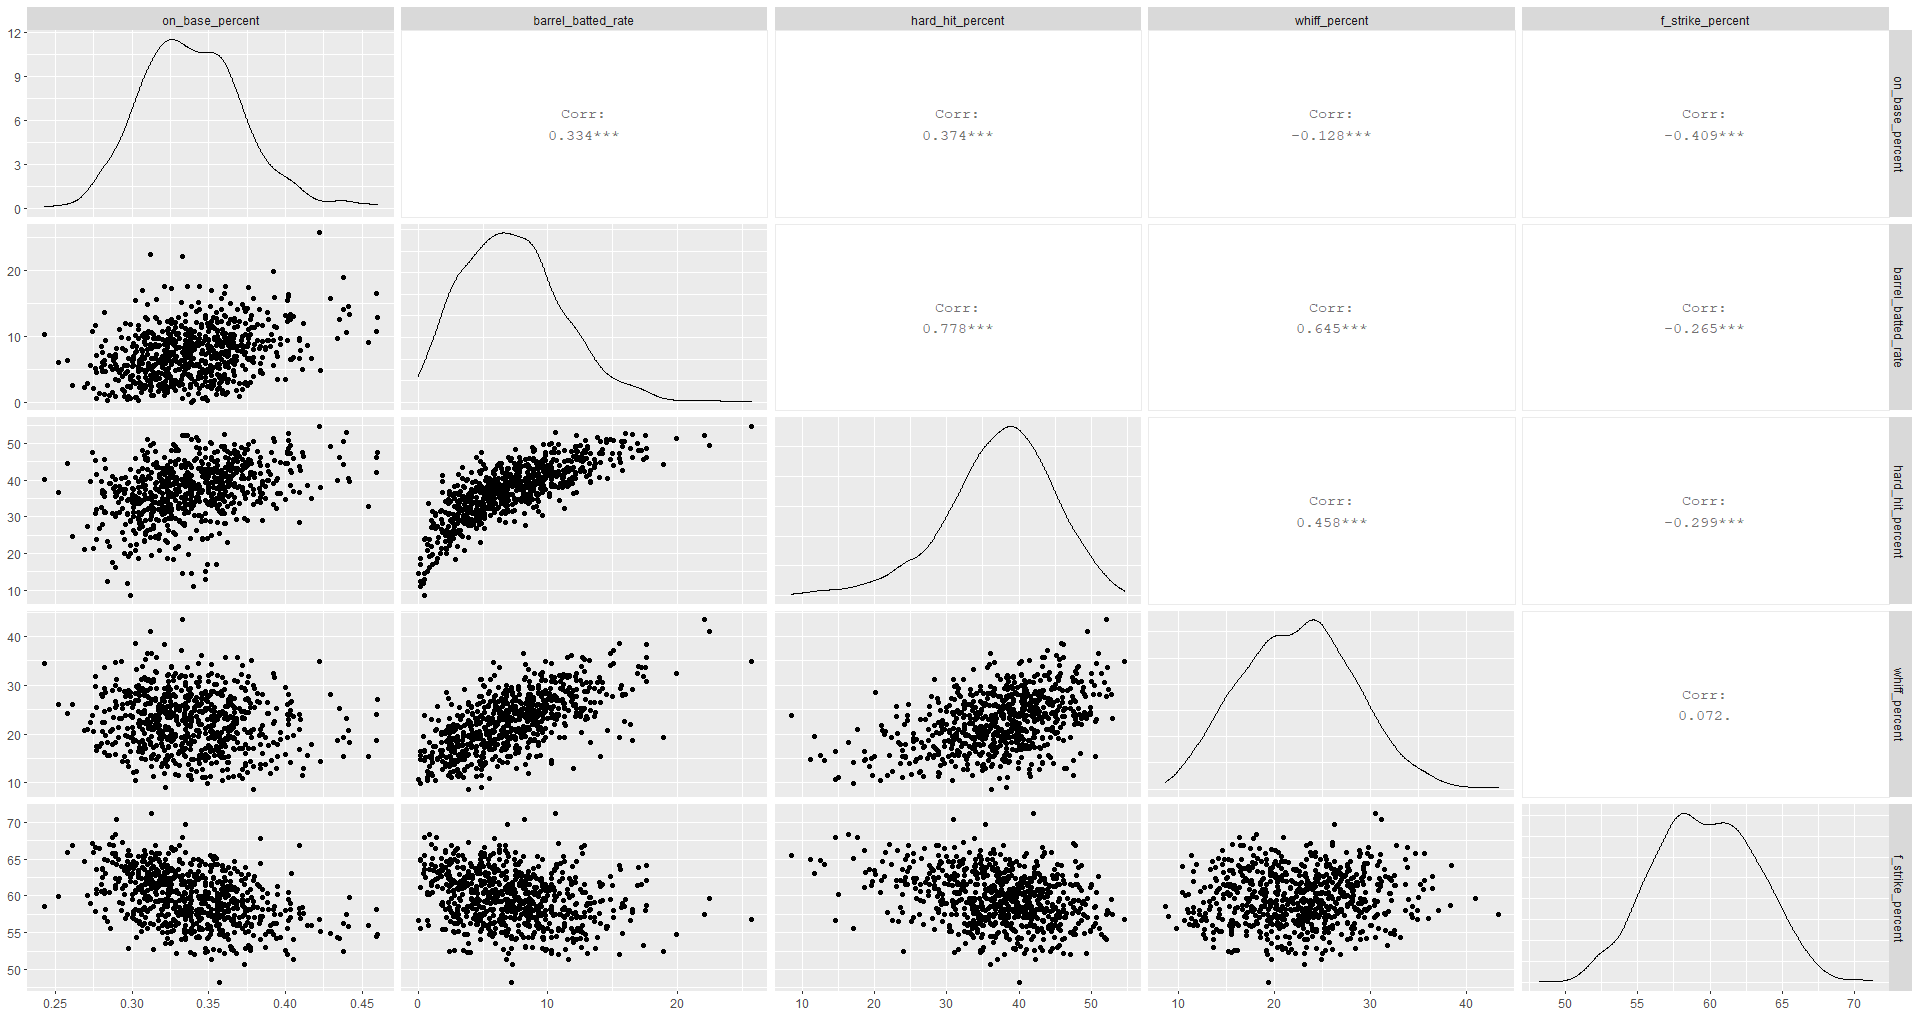 on_base_percent barrel_batted_rate hard_hit_percent whiff_percent f_strike_percent
12
9
6
3
0
Corr:
0.334***
Corr:
0.374***
Corr:
-0.128***
Corr:
-0.409***
on_base_percent
20
10
0
Corr:
0.778***
Corr:
0.645***
Corr:
-0.265***
barrel_batted_rate
50
40
30
20
10
Corr:
0.458***
Corr:
-0.299***
hard_hit_percent
40
30
20
10
Corr:
0.072.
whiff_percent
70
65
60
55
50
f_strike_percent
0.25 0.30 0.35 0.40 0.45 0 10 20 10 20 30 40 50 10 20 30 40 50 55 60 65 70